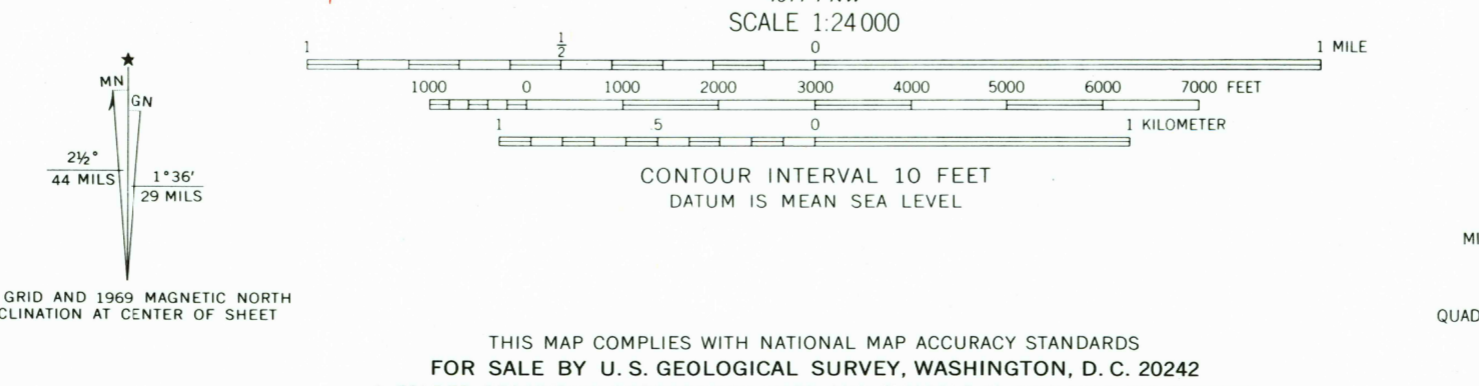 SCALE 1:24 000
1 ½ 0 1 MILE
1000 0 1000 2000 3000 4000 5000 6000 7000 FEET
1 .5 0 1 KILOMETER
CONTOUR INTERVAL 10 FEET
DATUM IS MEAN SEA LEVEL
★
MN
GN
2½°
44 MILS
1°36′
29 MILS
GRID AND 1969 MAGNETIC NORTH
CLINATION AT CENTER OF SHEET
MI
QUAD
THIS MAP COMPLIES WITH NATIONAL MAP ACCURACY STANDARDS
FOR SALE BY U. S. GEOLOGICAL SURVEY, WASHINGTON, D. C. 20242